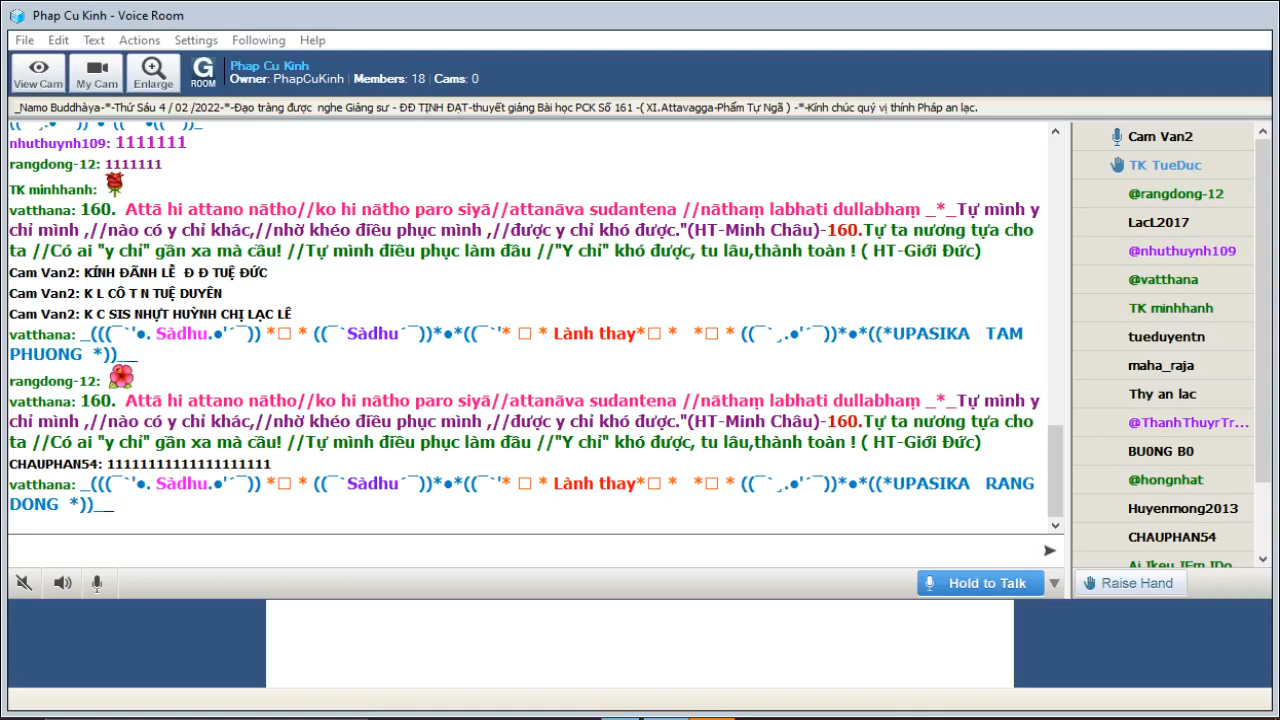 Phap Cu Kinh - Voice Room
File Edit Text Actions Settings Following Help
View Cam My Cam Enlarge G ROOM
Phap Cu Kinh
Owner: PhapCuKinh Members: 18 Cams: 0
_Namo Buddhàya-*-Thứ Sáu 4 / 02 /2022-*-Đạo tràng được nghe Giảng sư - ĐĐ TỊNH ĐẠT-thuyết giảng Bài học PCK Số 161 -( XI.Attavagga-Phẩm Tự Ngã ) -*-Kính chúc quý vị thính Pháp an lạc.
nhuthuynh109: 1111111
rangdong-12: 1111111
TK minhhanh:
vatthana: 160. Attā hi attano nātho//ko hi nātho paro siyā//attanāva sudantena //nāthaṃ labhati dullabhaṃ _*_Tự mình y
chỉ mình ,//nào có y chỉ khác,//nhờ khéo điều phục mình ,//được y chỉ khó được."(HT-Minh Châu)-160.Tự ta nương tựa cho
ta //Có ai "y chỉ" gần xa mà cầu! //Tự mình điều phục làm đầu //"Y chỉ" khó được, tu lâu,thành toàn ! ( HT-Giới Đức)
Cam Van2: KÍNH ĐÃNH LỄ Đ Đ TUỆ ĐỨC
Cam Van2: K L CÔ T N TUỆ DUYÊN
Cam Van2: K C SIS NHỰT HUỲNH CHỊ LẠC LÊ
vatthana: _(((¯`'●. Sàdhu.●'´¯)) *□ * ((¯`Sàdhu´¯))*●*((¯`'* □ * Lành thay*□ * *□ * ((¯`¸.●'´¯))*●*((*UPASIKA TAM
PHUONG *))__
rangdong-12:
vatthana: 160. Attā hi attano nātho//ko hi nātho paro siyā//attanāva sudantena //nāthaṃ labhati dullabhaṃ _*_Tự mình y
chỉ mình ,//nào có y chỉ khác,//nhờ khéo điều phục mình ,//được y chỉ khó được."(HT-Minh Châu)-160.Tự ta nương tựa cho
ta //Có ai "y chỉ" gần xa mà cầu! //Tự mình điều phục làm đầu //"Y chỉ" khó được, tu lâu,thành toàn ! ( HT-Giới Đức)
CHAUPHAN54: 11111111111111111111
vatthana: _(((¯`'●. Sàdhu.●'´¯)) *□ * ((¯`Sàdhu´¯))*●*((¯`'* □ * Lành thay*□ * *□ * ((¯`¸.●'´¯))*●*((*UPASIKA RANG
DONG *))__
Hold to Talk
Cam Van2
TK TueDuc
@rangdong-12
LacL2017
@nhuthuynh109
@vatthana
TK minhhanh
tueduyentn
maha_raja
Thy an lac
@ThanhThuyrTr...
BU0NG B0
@hongnhat
Huyenmong2013
CHAUPHAN54
Raise Hand